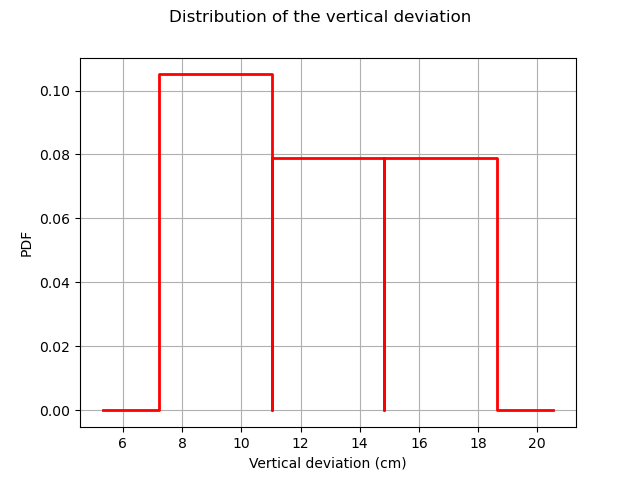 Distribution of the vertical deviation
0.10
0.08
0.06
0.04
0.02
0.00
PDF
6 8 10 12 14 16 18 20
Vertical deviation (cm)